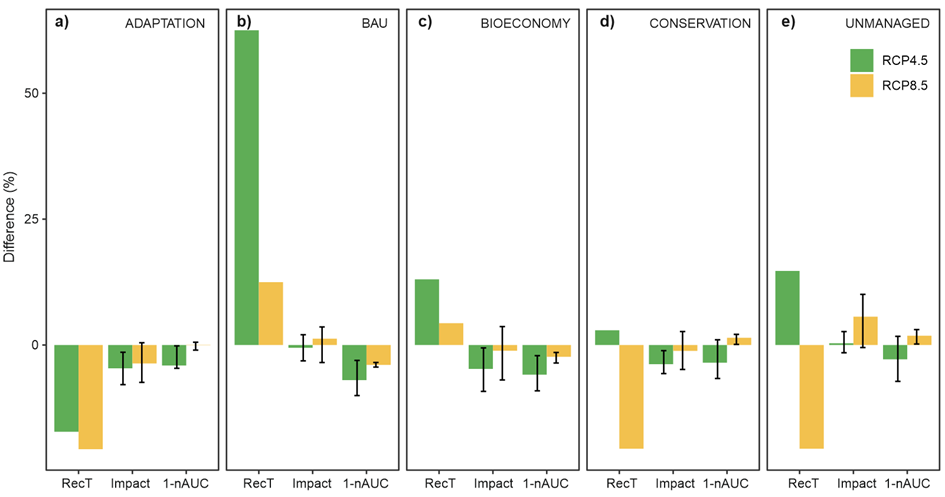 a) ADAPTATION
b) BAU
c) BIOECONOMY
d) CONSERVATION
e) UNMANAGED
RCP4.5
RCP8.5
Difference (%)
50
25
0
RecT Impact 1-nAUC
RecT Impact 1-nAUC
RecT Impact 1-nAUC
RecT Impact 1-nAUC
RecT Impact 1-nAUC